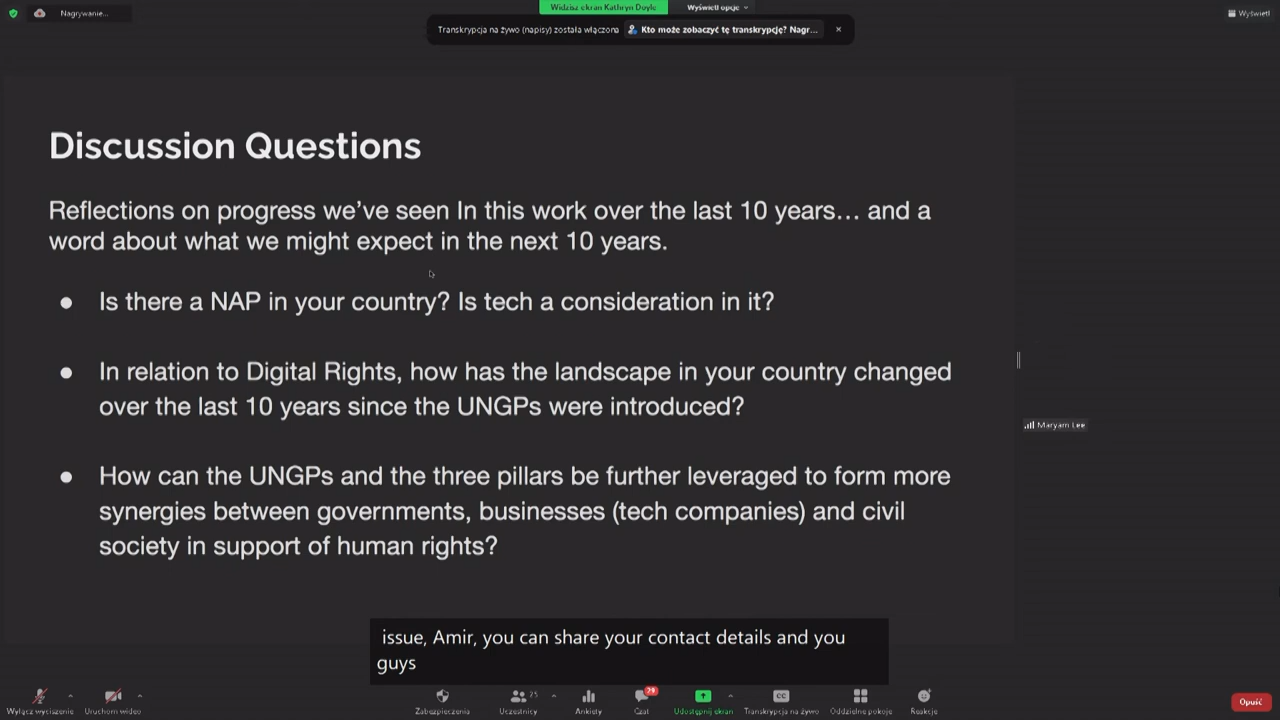 Nagrywanie...
Widzisz ekran Kathryn Doyle
Wyświetl opcje
Wyświetl
Transkrypcja na żywo (napisy) została włączona
Kto może zobaczyć tę transkrypcję? Nagr...
Discussion Questions
Reflections on progress we've seen In this work over the last 10 years… and a
word about what we might expect in the next 10 years.
● Is there a NAP in your country? Is tech a consideration in it?
● In relation to Digital Rights, how has the landscape in your country changed
over the last 10 years since the UNGPs were introduced?
Maryam Lee
● How can the UNGPs and the three pillars be further leveraged to form more
synergies between governments, businesses (tech companies) and civil
society in support of human rights?
issue, Amir, you can share your contact details and you
guys
Wyłącz wyciszenie
Uruchom wideo
Zabezpieczenia
Uczestnicy
25
Ankiety
Czat
29
Udostępnij ekran
CC
Transkrypcja na żywo
Oddzielne pokoje
Reakcje
Opuść